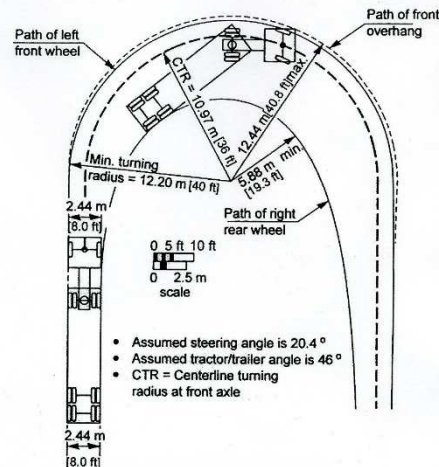 Path of left
front wheel
Path of front
overhang
CTR = 10.97 m[36 ft]
12.44 m[40.8 ft]max
Min. turning
radius = 12.20 m [40 ft]
5.88 m min.
[19.3 ft]
2.44 m
[8.0 ft]
Path of right
rear wheel
0 5 ft 10 ft
0 2.5 m
scale
• Assumed steering angle is 20.4 º
• Assumed tractor/trailer angle is 46 º
• CTR = Centerline turning
radius at front axle
2.44 m
[8.0 ft]